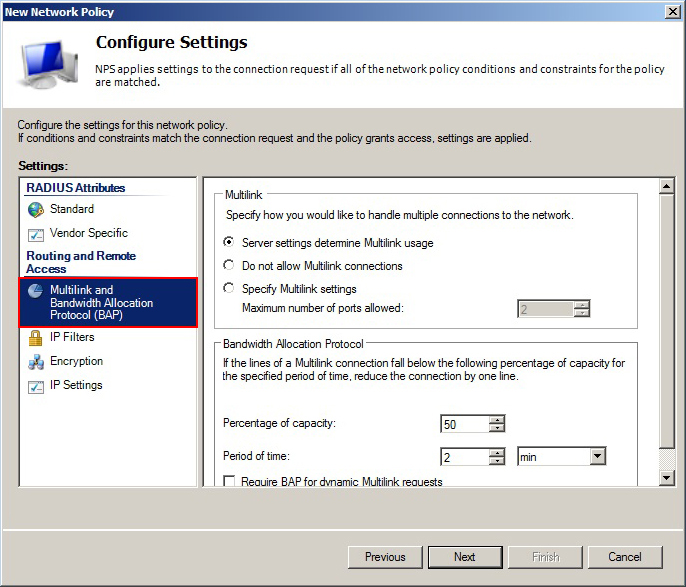 New Network Policy
Configure Settings
NPS applies settings to the connection request if all of the network policy conditions and constraints for the policy
are matched.
Configure the settings for this network policy.
If conditions and constraints match the connection request and the policy grants access, settings are applied.
Settings:
RADIUS Attributes
Standard
Vendor Specific
Routing and Remote
Access
Multilink and
Bandwidth Allocation
Protocol (BAP)
IP Filters
Encryption
IP Settings
Multilink
Specify how you would like to handle multiple connections to the network.
Server settings determine Multilink usage
Do not allow Multilink connections
Specify Multilink settings
Maximum number of ports allowed: 2
Bandwidth Allocation Protocol
If the lines of a Multilink connection fall below the following percentage of capacity for
the specified period of time, reduce the connection by one line.
Percentage of capacity: 50
Period of time: 2 min
Require BAP for dynamic Multilink requests
Previous Next Finish Cancel